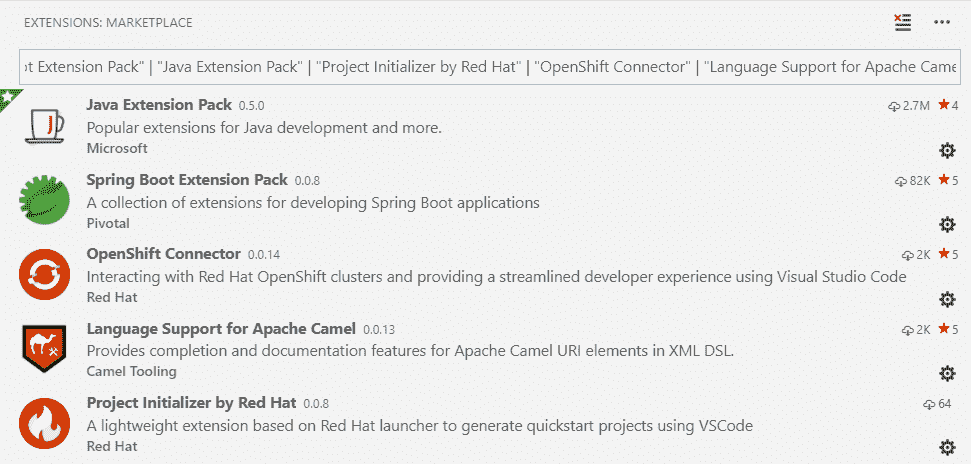 EXTENSIONS: MARKETPLACE
t Extension Pack" | "Java Extension Pack" | "Project Initializer by Red Hat" | "OpenShift Connector" | "Language Support for Apache Came
Java Extension Pack 0.5.0 2.7M 4
Popular extensions for Java development and more.
Microsoft
Spring Boot Extension Pack 0.0.8 82K 5
A collection of extensions for developing Spring Boot applications
Pivotal
OpenShift Connector 0.0.14 2K 5
Interacting with Red Hat OpenShift clusters and providing a streamlined developer experience using Visual Studio Code
Red Hat
Language Support for Apache Camel 0.0.13 2K 5
Provides completion and documentation features for Apache Camel URI elements in XML DSL.
Camel Tooling
Project Initializer by Red Hat 0.0.8 64
A lightweight extension based on Red Hat launcher to generate quickstart projects using VSCode
Red Hat